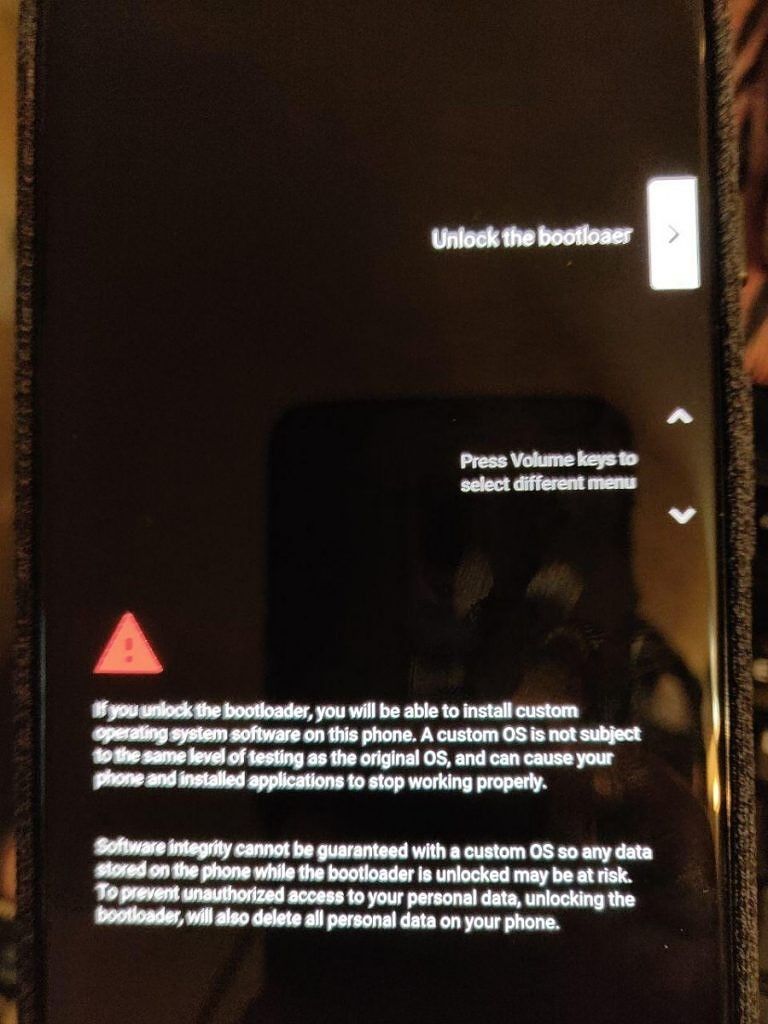 Unlock the bootloaer
Press Volume keys to
select different menu
If you unlock the bootloader, you will be able to install custom
operating system software on this phone. A custom OS is not subject
to the same level of testing as the original OS, and can cause your
phone and installed applications to stop working properly.
Software integrity cannot be guaranteed with a custom OS so any data
stored on the phone while the bootloader is unlocked may be at risk.
To prevent unauthorized access to your personal data, unlocking the
bootloader, will also delete all personal data on your phone.